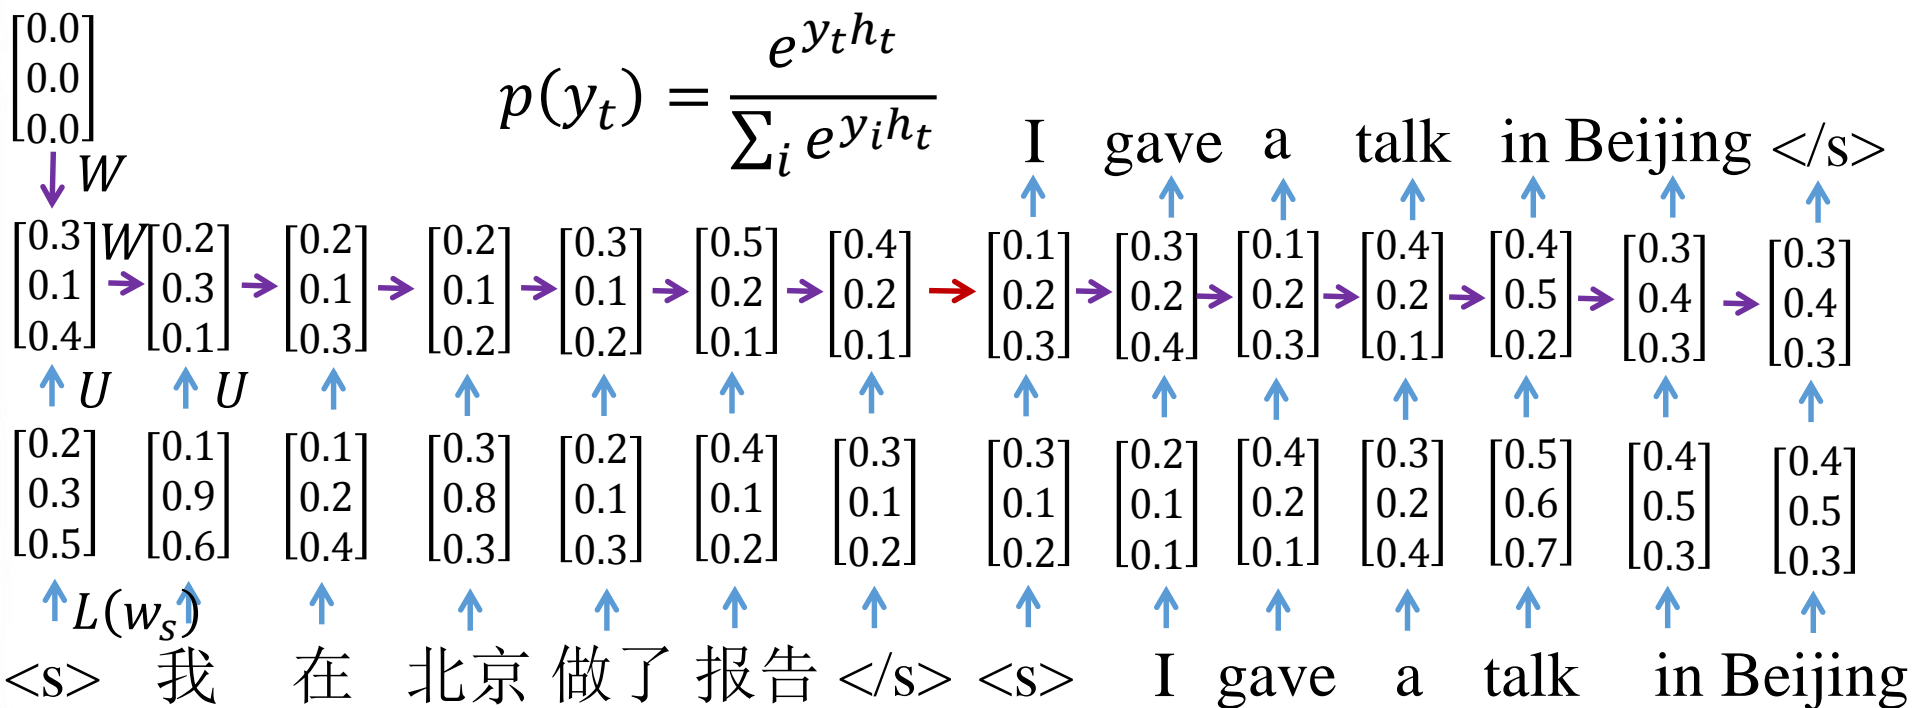 [0.0 0.0 0.0]
p(y_t) = e^{y_t h_t} / ∑_i e^{y_i h_t}
I gave a talk in Beijing </s>
W
W
[0.3 0.1 0.4] [0.2 0.3 0.1] [0.2 0.1 0.3] [0.2 0.1 0.2] [0.3 0.1 0.2] [0.5 0.2 0.1] [0.4 0.2 0.1] [0.1 0.2 0.3] [0.3 0.2 0.4] [0.1 0.2 0.3] [0.4 0.2 0.1] [0.4 0.5 0.2] [0.3 0.4 0.3] [0.3 0.4 0.3]
U U
[0.2 0.3 0.5] [0.1 0.9 0.6] [0.1 0.2 0.4] [0.3 0.8 0.3] [0.2 0.1 0.3] [0.4 0.1 0.2] [0.3 0.1 0.2] [0.3 0.1 0.2] [0.2 0.1 0.1] [0.4 0.2 0.1] [0.3 0.2 0.4] [0.5 0.6 0.7] [0.4 0.5 0.3] [0.4 0.5 0.3]
L(w_s)
<s> 我 在 北京 做了 报告 </s> <s> I gave a talk in Beijing